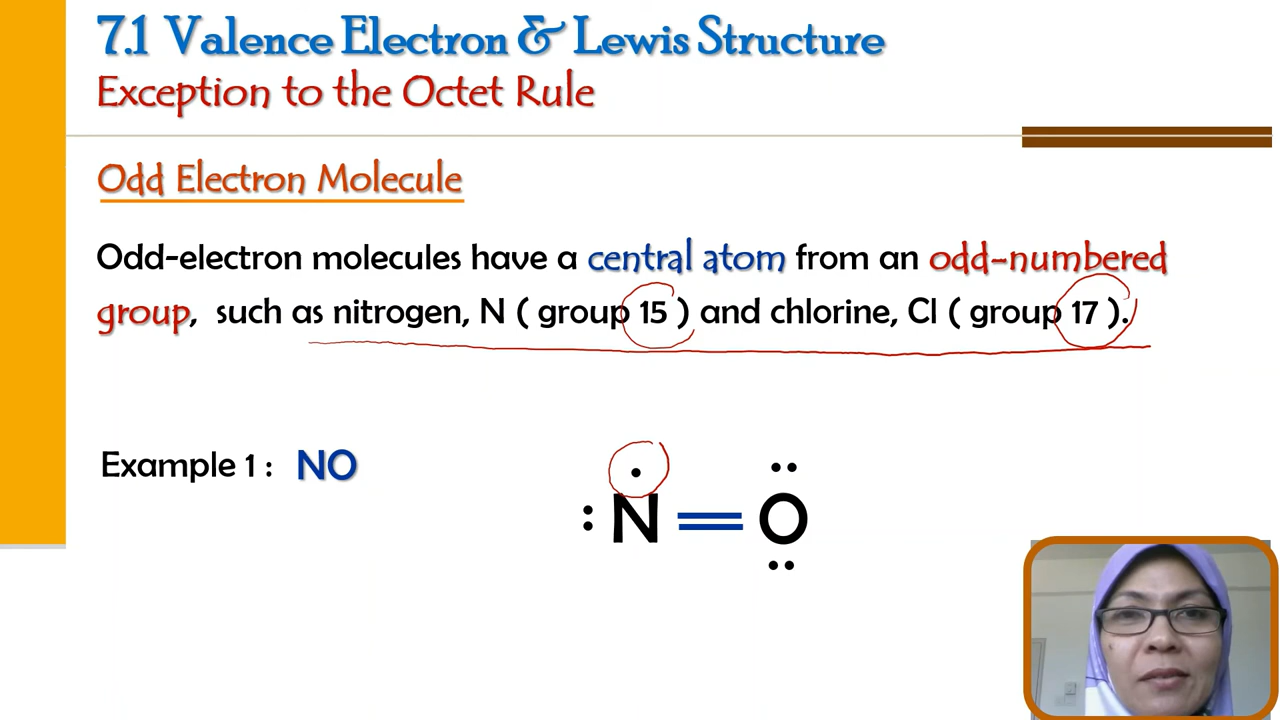 7.1 Valence Electron & Lewis Structure
Exception to the Octet Rule
Odd Electron Molecule
Odd-electron molecules have a central atom from an odd-numbered
group, such as nitrogen, N ( group 15 ) and chlorine, Cl ( group 17 ).
Example 1 : NO
N O